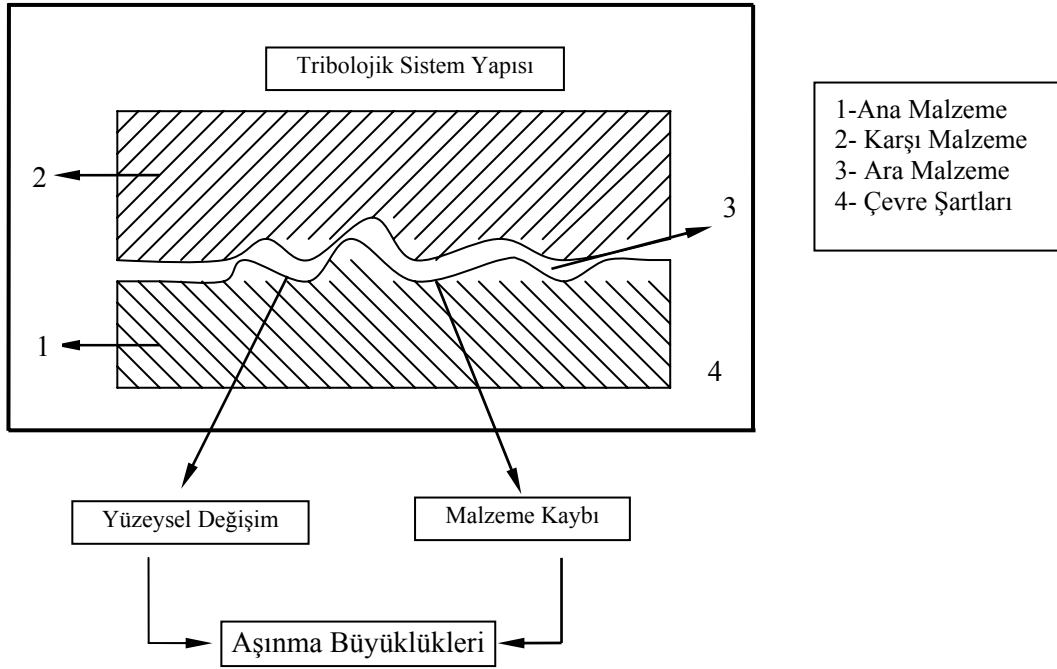 Tribolojik Sistem Yapısı
1-Ana Malzeme
2- Karşı Malzeme
3- Ara Malzeme
4- Çevre Şartları
2
3
1
4
Yüzeysel Değişim
Malzeme Kaybı
Aşınma Büyüklükleri